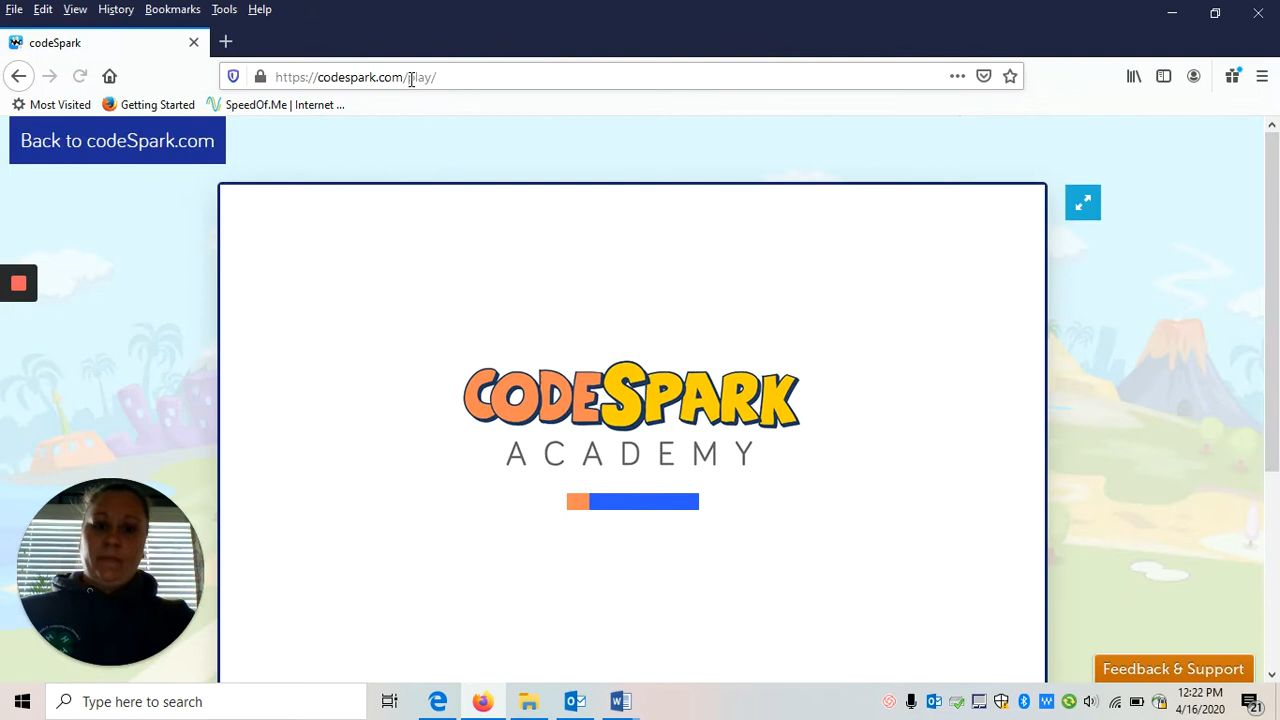 File Edit View History Bookmarks Tools Help
codeSpark
https://codespark.com/play/
Most Visited Getting Started SpeedOf.Me | Internet ...
Back to codeSpark.com
CODESPARK
ACADEMY
Feedback & Support
Type here to search
12:22 PM
4/16/2020
21